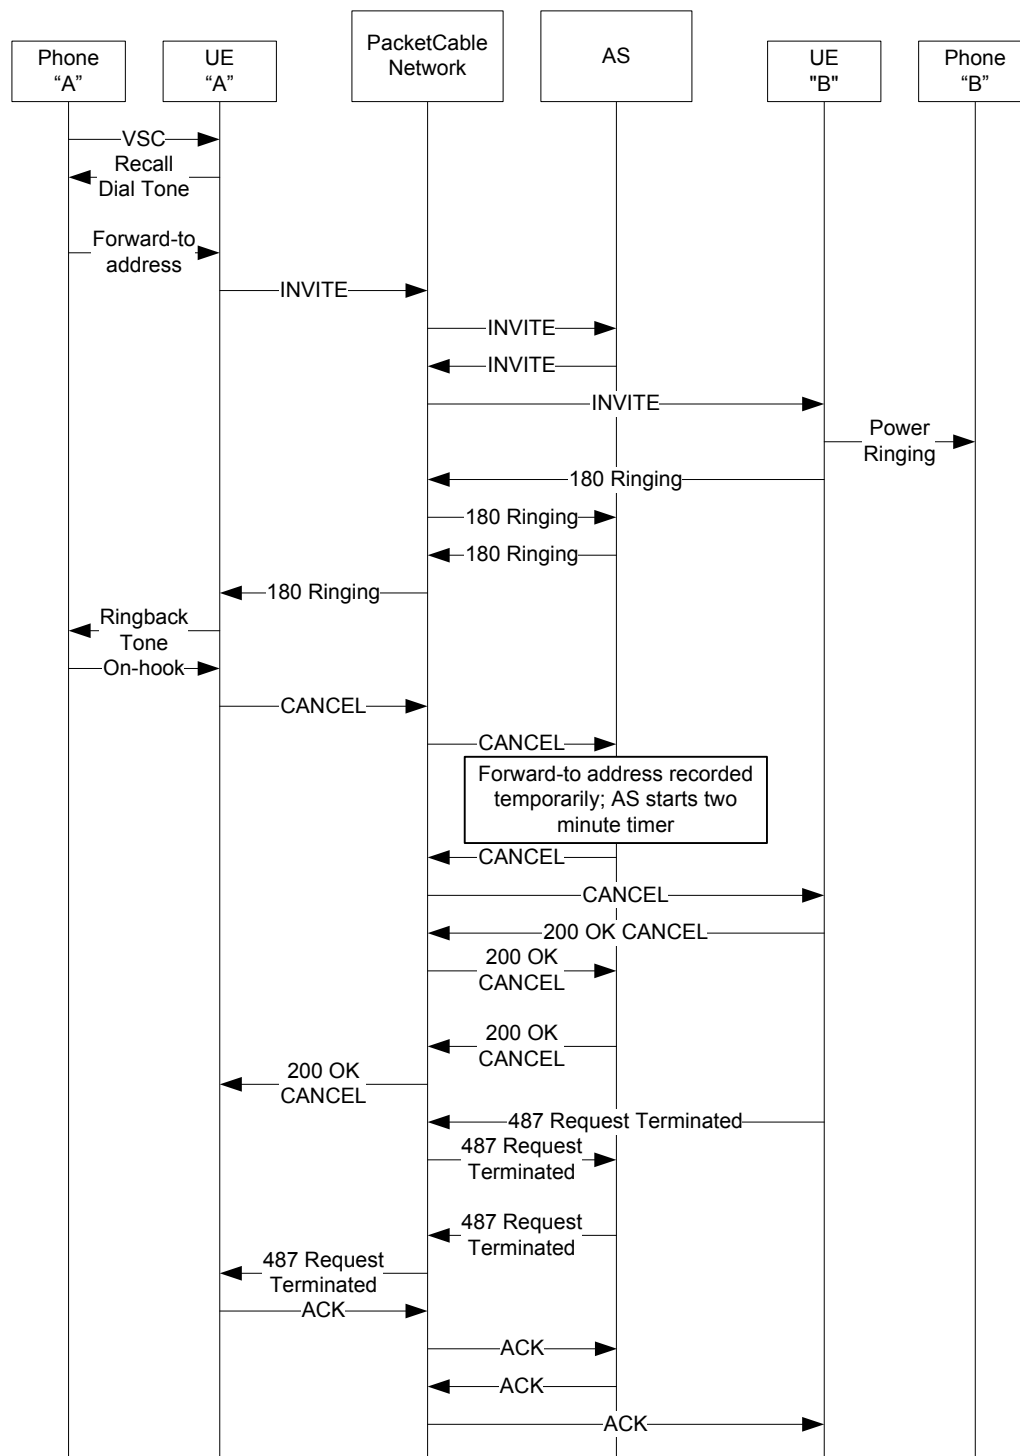 Phone
“A”
UE
“A”
PacketCable
Network
AS
UE
"B"
Phone
“B”
VSC
Recall
Dial Tone
Forward-to
address
INVITE
INVITE
INVITE
INVITE
Power
Ringing
180 Ringing
180 Ringing
180 Ringing
180 Ringing
Ringback
Tone
On-hook
CANCEL
CANCEL
Forward-to address recorded
temporarily; AS starts two
minute timer
CANCEL
CANCEL
200 OK CANCEL
200 OK
CANCEL
200 OK
CANCEL
200 OK
CANCEL
487 Request Terminated
487 Request
Terminated
487 Request
Terminated
487 Request
Terminated
ACK
ACK
ACK
ACK